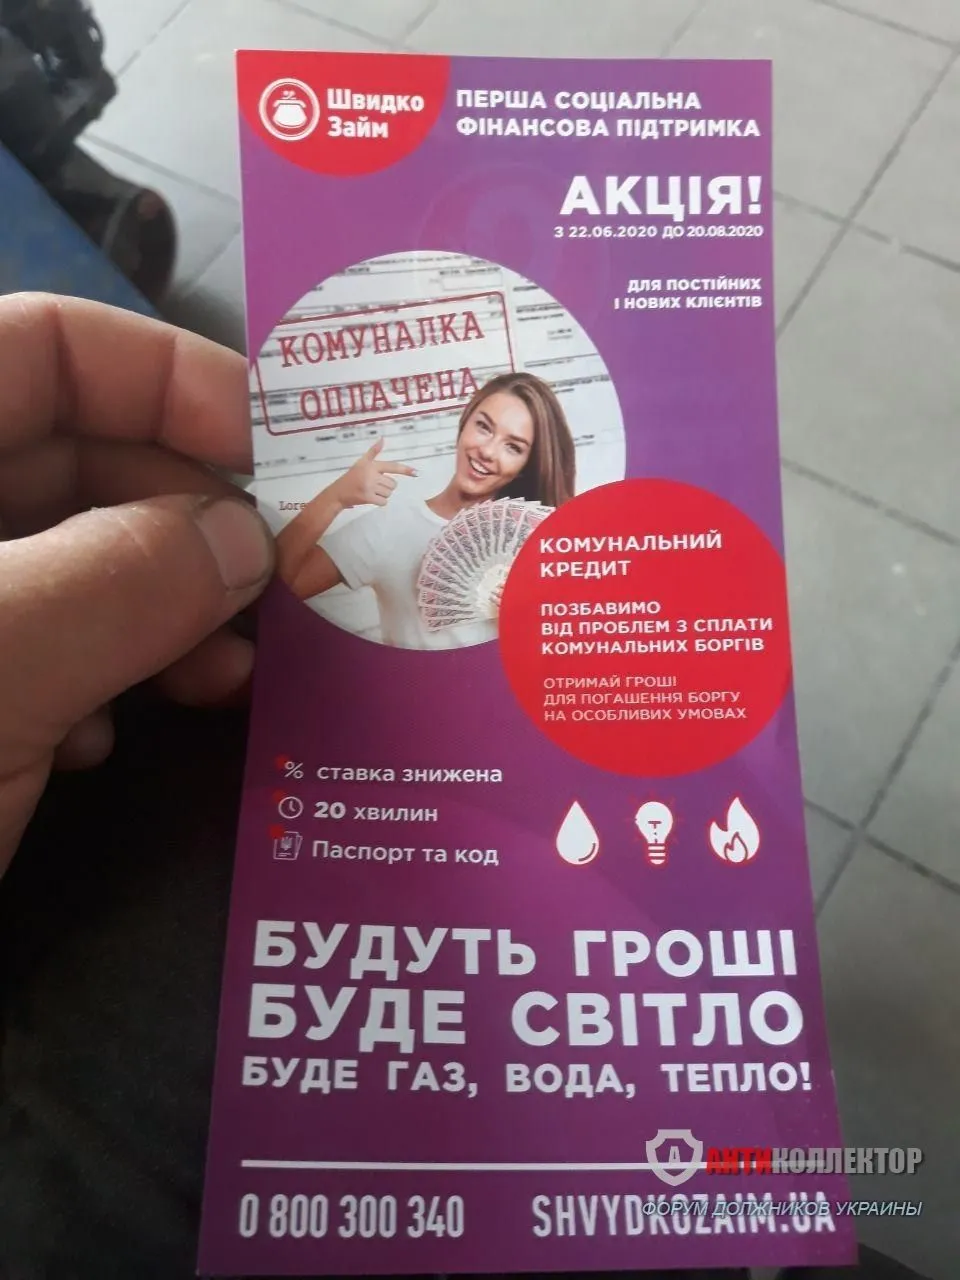 Швидко
Займ
ПЕРША СОЦІАЛЬНА
ФІНАНСОВА ПІДТРИМКА
АКЦІЯ!
З 22.06.2020 ДО 20.08.2020
ДЛЯ ПОСТІЙНИХ
І НОВИХ КЛІЄНТІВ
КОМУНАЛКА
ОПЛАЧЕНА
КОМУНАЛЬНИЙ
КРЕДИТ
ПОЗБАВИМО
ВІД ПРОБЛЕМ З СПЛАТИ
КОМУНАЛЬНИХ БОРГІВ
ОТРИМАЙ ГРОШІ
ДЛЯ ПОГАШЕННЯ БОРГУ
НА ОСОБЛИВИХ УМОВАХ
% ставка знижена
20 хвилин
Паспорт та код
БУДУТЬ ГРОШІ
БУДЕ СВІТЛО
БУДЕ ГАЗ, ВОДА, ТЕПЛО!
0 800 300 340
SHVYDKOZAIM.UA
А АНТИКОЛЛЕКТОР
ФОРУМ ДОЛЖНИКОВ УКРАИНЫ